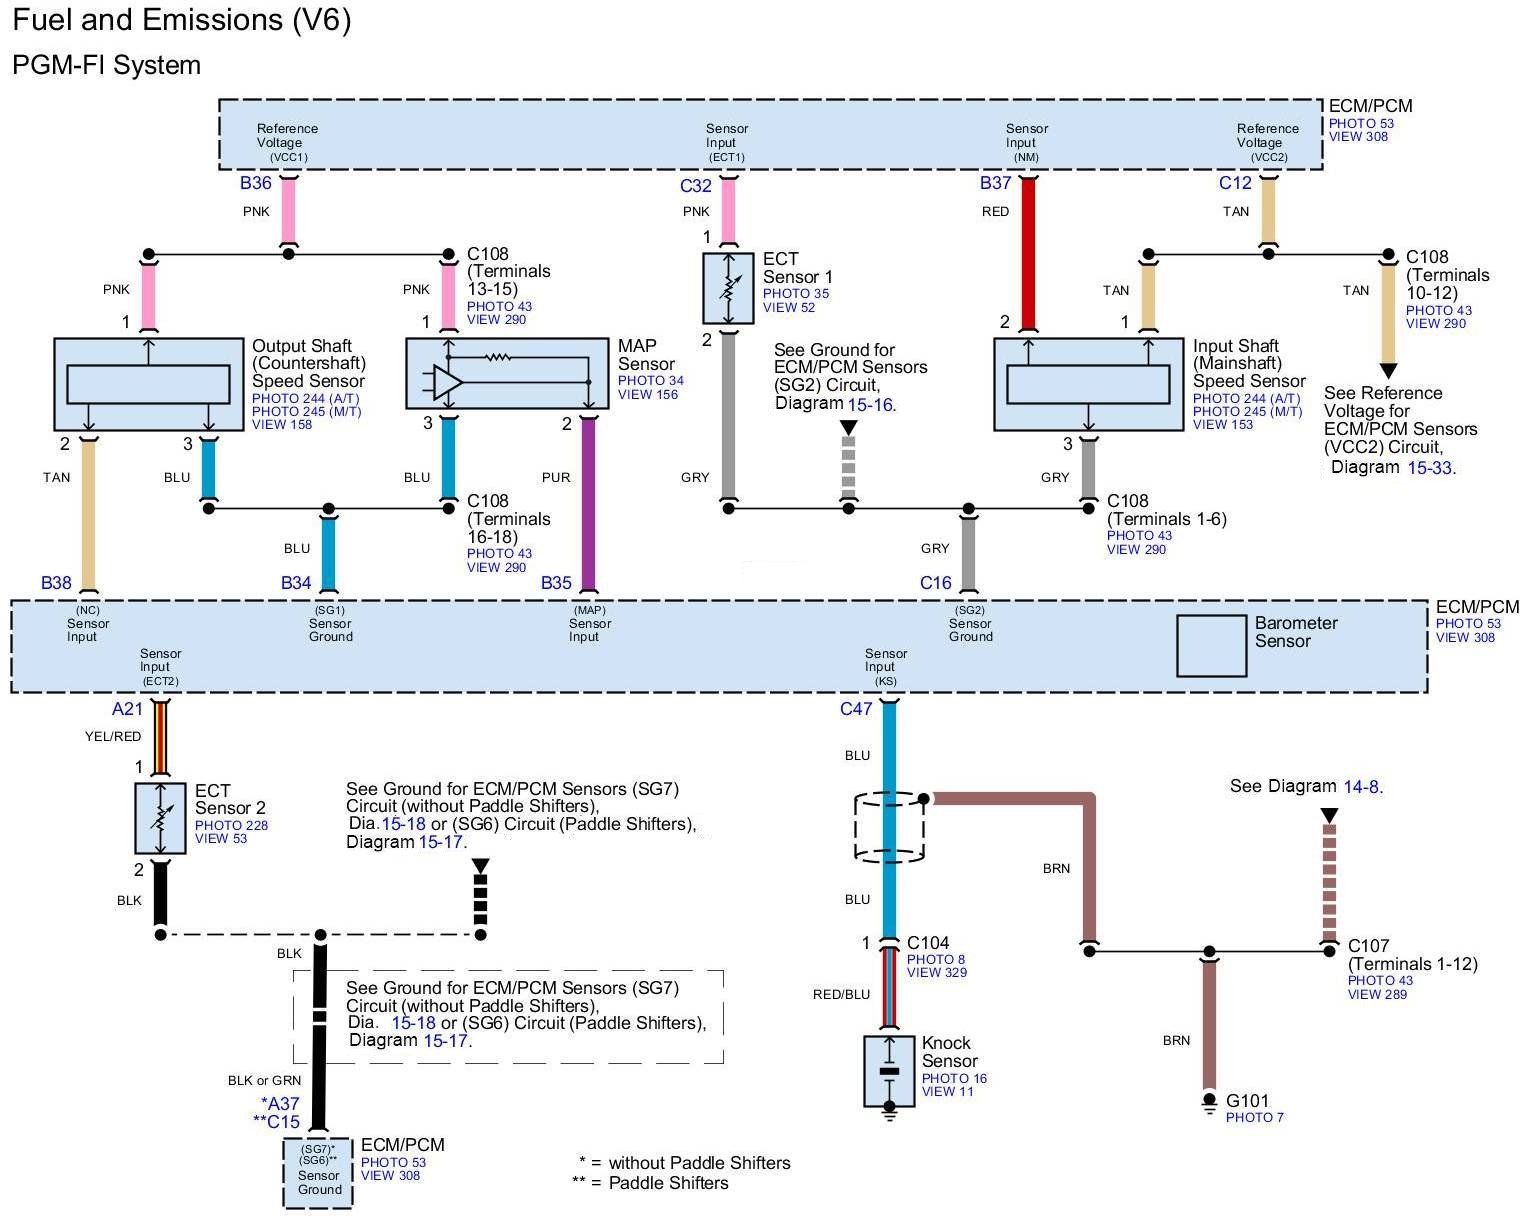 Fuel and Emissions (V6)
PGM-FI System
ECM/PCM
PHOTO 53
VIEW 308
Reference
Voltage
(VCC1)
Sensor
Input
(ECT1)
Sensor
Input
(NM)
Reference
Voltage
(VCC2)
B36
C32
B37
C12
PNK
PNK
RED
TAN
1
C108
(Terminals
13-15)
PHOTO 43
VIEW 290
ECT
Sensor 1
PHOTO 35
VIEW 52
C108
(Terminals
10-12)
PHOTO 43
VIEW 290
PNK
PNK
TAN
TAN
1
1
2
1
2
Output Shaft
(Countershaft)
Speed Sensor
PHOTO 244 (A/T)
PHOTO 245 (M/T)
VIEW 158
MAP
Sensor
PHOTO 34
VIEW 156
See Ground for
ECM/PCM Sensors
(SG2) Circuit,
Diagram 15-16.
Input Shaft
(Mainshaft)
Speed Sensor
PHOTO 244 (A/T)
PHOTO 245 (M/T)
VIEW 153
See Reference
Voltage for
ECM/PCM Sensors
(VCC2) Circuit,
Diagram 15-33.
2
3
3
2
3
TAN
BLU
BLU
PUR
GRY
GRY
C108
(Terminals
16-18)
PHOTO 43
VIEW 290
C108
(Terminals 1-6)
PHOTO 43
VIEW 290
BLU
GRY
B38
B34
B35
C16
ECM/PCM
PHOTO 53
VIEW 308
(NC)
Sensor
Input
(SG1)
Sensor
Ground
(MAP)
Sensor
Input
(SG2)
Sensor
Ground
Barometer
Sensor
Sensor
Input
(ECT2)
Sensor
Input
(KS)
A21
C47
YEL/RED
BLU
1
ECT
Sensor 2
PHOTO 228
VIEW 53
See Ground for ECM/PCM Sensors (SG7)
Circuit (without Paddle Shifters),
Dia. 15-18 or (SG6) Circuit (Paddle Shifters),
Diagram 15-17.
See Diagram 14-8.
2
BLK
BLU
BRN
BLK
1
C104
PHOTO 8
VIEW 329
C107
(Terminals 1-12)
PHOTO 43
VIEW 289
See Ground for ECM/PCM Sensors (SG7)
Circuit (without Paddle Shifters),
Dia. 15-18 or (SG6) Circuit (Paddle Shifters),
Diagram 15-17.
RED/BLU
Knock
Sensor
PHOTO 16
VIEW 11
BRN
BLK or GRN
*A37
**C15
G101
PHOTO 7
(SG7)*
(SG6)**
Sensor
Ground
ECM/PCM
PHOTO 53
VIEW 308
* = without Paddle Shifters
** = Paddle Shifters